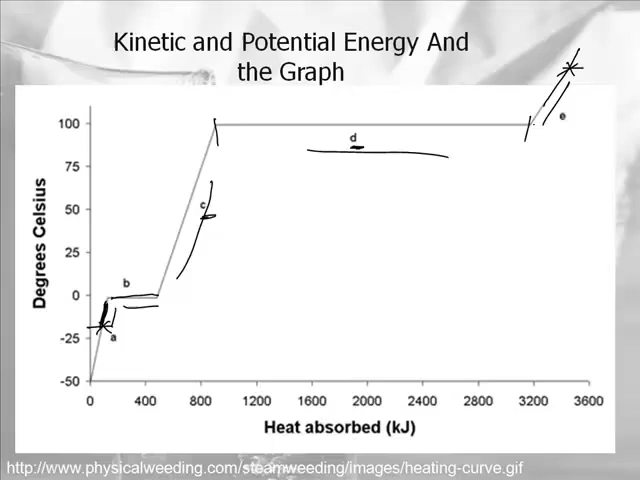 Kinetic and Potential Energy And
the Graph
100
75
50
25
0
-25
-50
Degrees Celsius
a
b
c
d
e
0 400 800 1200 1600 2000 2400 2800 3200 3600
Heat absorbed (kJ)
http://www.physicalweeding.com/steamweeding/images/heating-curve.gif